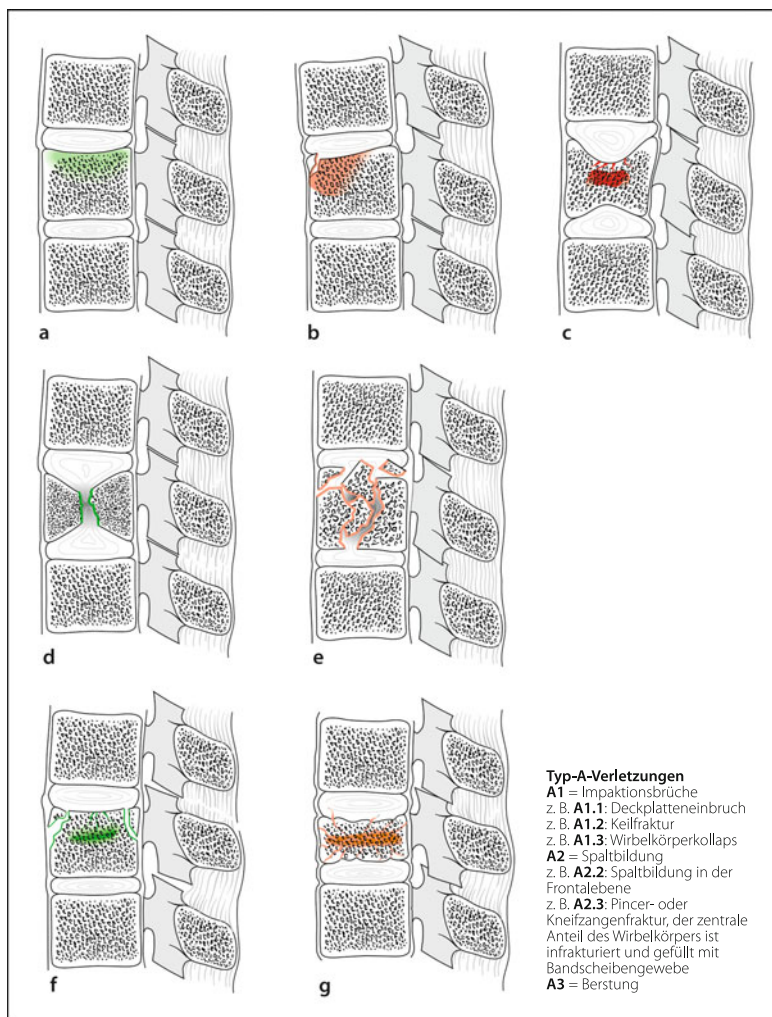 a
b
c
d
e
f
g
Typ-A-Verletzungen
A1 = Impaktionsbrüche
z. B. A1.1: Deckplatteneinbruch
z. B. A1.2: Keilfraktur
z. B. A1.3: Wirbelkörperkollaps
A2 = Spaltbildung
z. B. A2.2: Spaltbildung in der
Frontalebene
z. B. A2.3: Pincer- oder
Kneifzangenfraktur, der zentrale
Anteil des Wirbelkörpers ist
infrakturiert und gefüllt mit
Bandscheibengewebe
A3 = Berstung